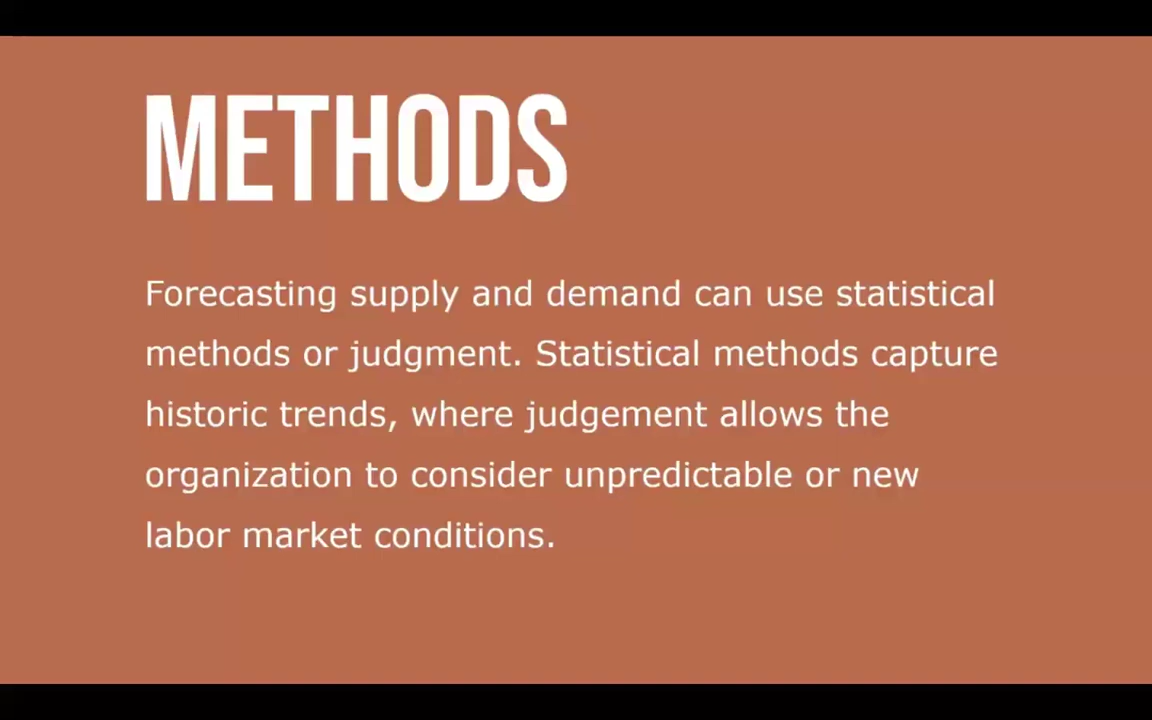 METHODS
Forecasting supply and demand can use statistical
methods or judgment. Statistical methods capture
historic trends, where judgement allows the
organization to consider unpredictable or new
labor market conditions.